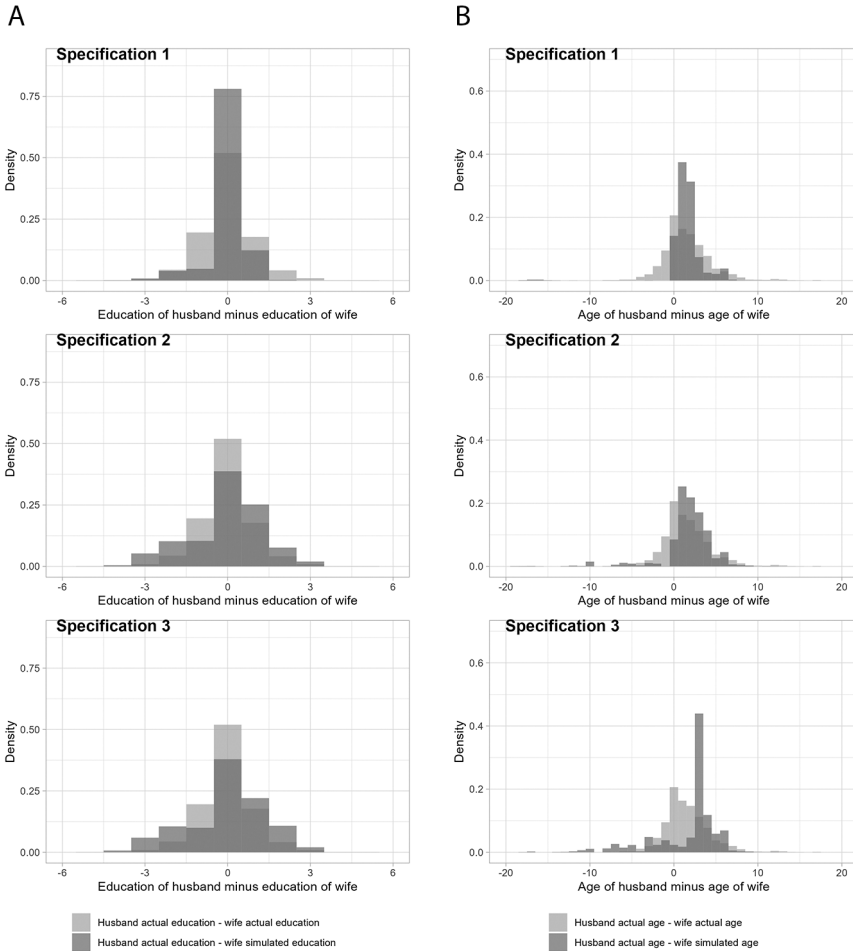 A
Specification 1
0.75
0.50
0.25
0.00
Density
-6 -3 0 3 6
Education of husband minus education of wife
Specification 2
0.75
0.50
0.25
0.00
Density
-6 -3 0 3 6
Education of husband minus education of wife
Specification 3
0.75
0.50
0.25
0.00
Density
-6 -3 0 3 6
Education of husband minus education of wife
Husband actual education - wife actual education
Husband actual education - wife simulated education
B
Specification 1
0.6
0.4
0.2
0.0
Density
-20 -10 0 10 20
Age of husband minus age of wife
Specification 2
0.6
0.4
0.2
0.0
Density
-20 -10 0 10 20
Age of husband minus age of wife
Specification 3
0.6
0.4
0.2
0.0
Density
-20 -10 0 10 20
Age of husband minus age of wife
Husband actual age - wife actual age
Husband actual age - wife simulated age